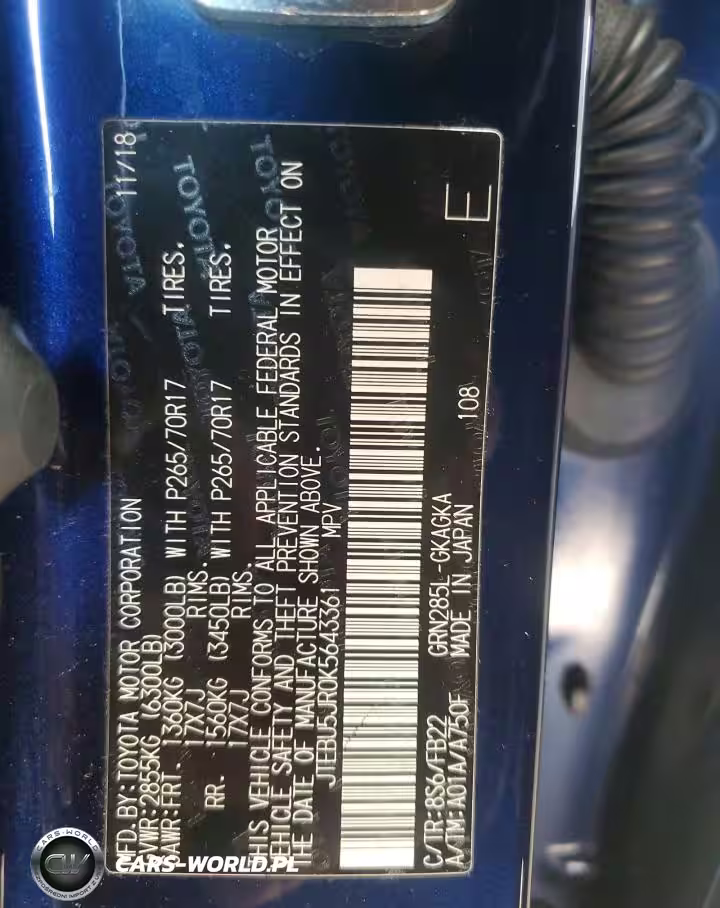 MFD. BY: TOYOTA MOTOR CORPORATION 11/18
GVWR: 2855KG (6300LB)
GAWR: FRT. 1360KG (3000LB) WITH P265/70R17 TIRES.
17X7J RIMS.
RR. 1560KG (3450LB) WITH P265/70R17 TIRES.
17X7J RIMS.
THIS VEHICLE CONFORMS TO ALL APPLICABLE FEDERAL MOTOR
VEHICLE SAFETY AND THEFT PREVENTION STANDARDS IN EFFECT ON
THE DATE OF MANUFACTURE SHOWN ABOVE.
JTEBU5JR0K5643361 MPV
C/TR: 8S6/FB22 GRN285L-GKAGKA
A/TM: A01A/A750F MADE IN JAPAN 108
E
CARS-WORLD.PL